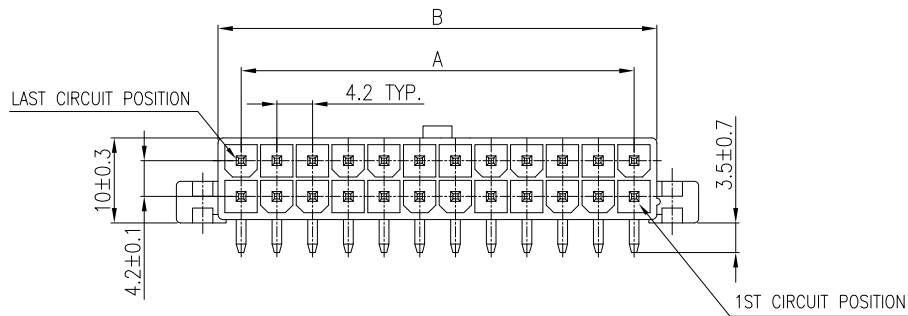 B
A
LAST CIRCUIT POSITION
4.2 TYP.
10±0.3
4.2±0.1
3.5±0.7
1ST CIRCUIT POSITION